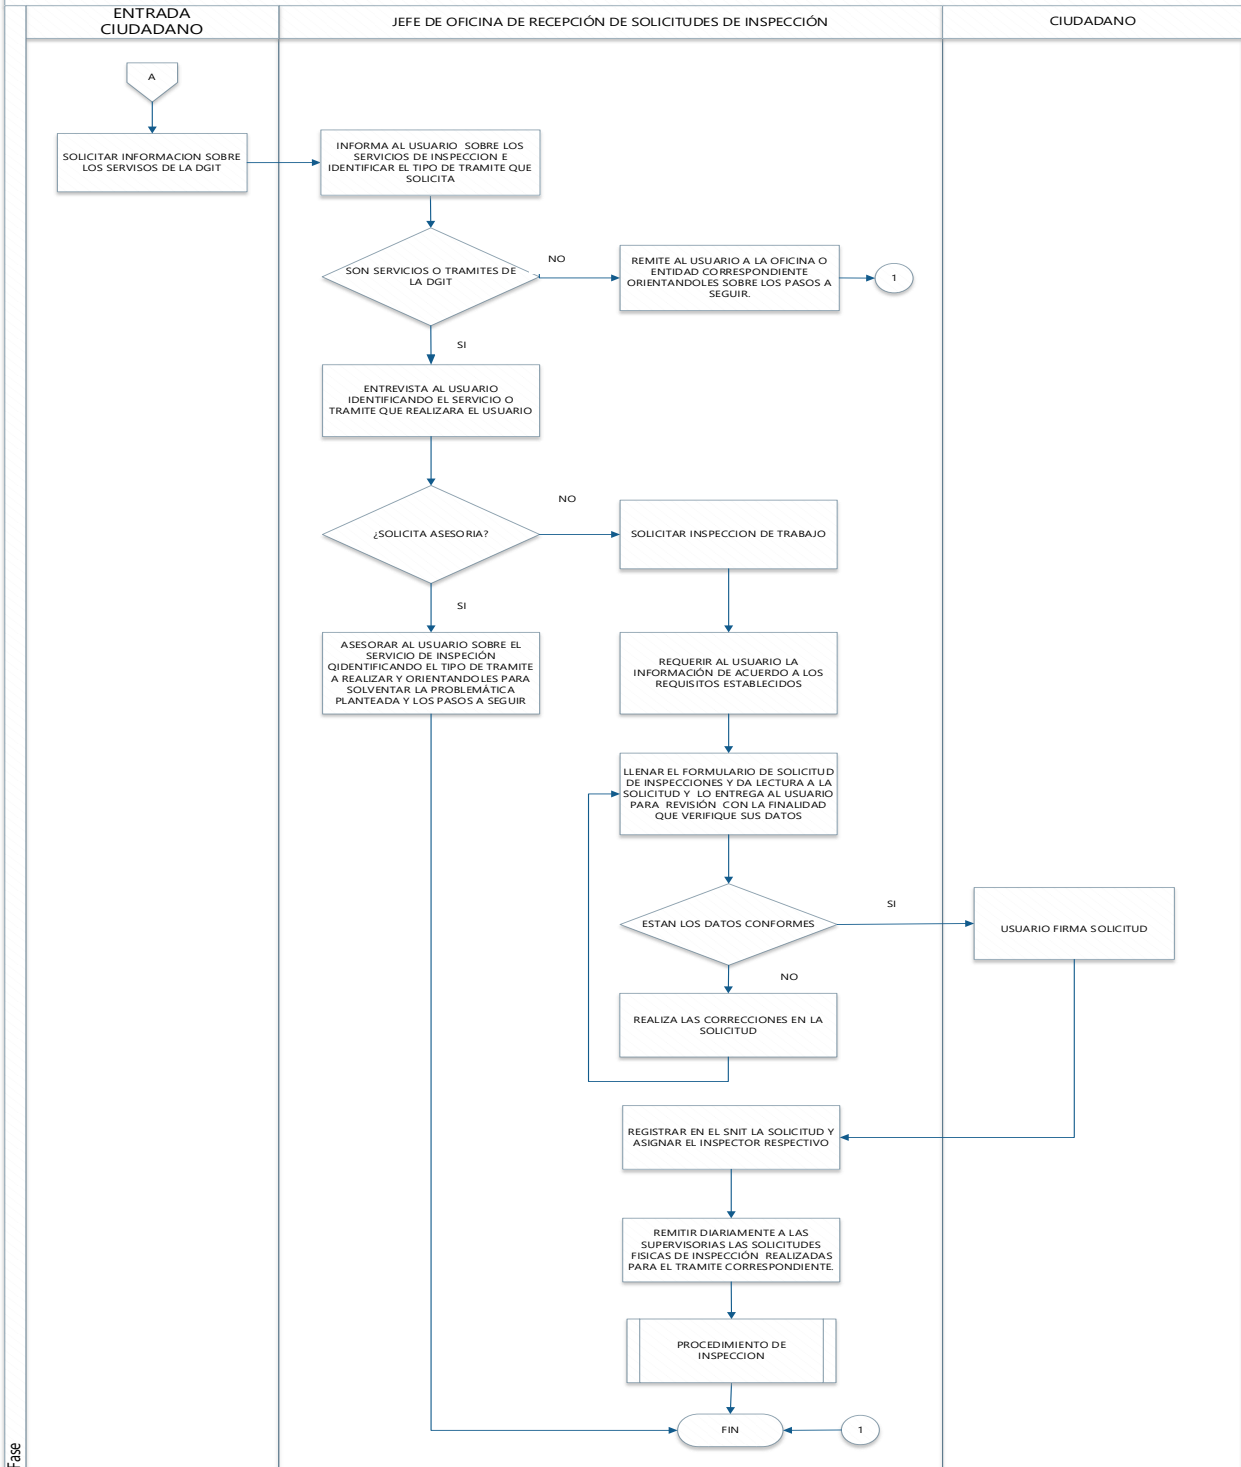 ENTRADA
CIUDADANO
JEFE DE OFICINA DE RECEPCIÓN DE SOLICITUDES DE INSPECCIÓN
CIUDADANO
A
SOLICITAR INFORMACION SOBRE
LOS SERVISOS DE LA DGIT
INFORMA AL USUARIO SOBRE LOS
SERVICIOS DE INSPECCION E
IDENTIFICAR EL TIPO DE TRAMITE QUE
SOLICITA
SON SERVICIOS O TRAMITES DE
LA DGIT
NO
REMITE AL USUARIO A LA OFICINA O
ENTIDAD CORRESPONDIENTE
ORIENTANDOLES SOBRE LOS PASOS A
SEGUIR.
1
SI
ENTREVISTA AL USUARIO
IDENTIFICANDO EL SERVICIO O
TRAMITE QUE REALIZARA EL USUARIO
¿SOLICITA ASESORIA?
NO
SOLICITAR INSPECCION DE TRABAJO
SI
ASESORAR AL USUARIO SOBRE EL
SERVICIO DE INSPECIÓN
QIDENTIFICANDO EL TIPO DE TRAMITE
A REALIZAR Y ORIENTANDOLES PARA
SOLVENTAR LA PROBLEMÁTICA
PLANTEADA Y LOS PASOS A SEGUIR
REQUERIR AL USUARIO LA
INFORMACIÓN DE ACUERDO A LOS
REQUISITOS ESTABLECIDOS
LLENAR EL FORMULARIO DE SOLICITUD
DE INSPECCIONES Y DA LECTURA A LA
SOLICITUD Y LO ENTREGA AL USUARIO
PARA REVISIÓN CON LA FINALIDAD
QUE VERIFIQUE SUS DATOS
ESTAN LOS DATOS CONFORMES
SI
USUARIO FIRMA SOLICITUD
NO
REALIZA LAS CORRECCIONES EN LA
SOLICITUD
REGISTRAR EN EL SNIT LA SOLICITUD Y
ASIGNAR EL INSPECTOR RESPECTIVO
REMITIR DIARIAMENTE A LAS
SUPERVISORIAS LAS SOLICITUDES
FISICAS DE INSPECCIÓN REALIZADAS
PARA EL TRAMITE CORRESPONDIENTE.
PROCEDIMIENTO DE
INSPECCION
FIN
1
Fase